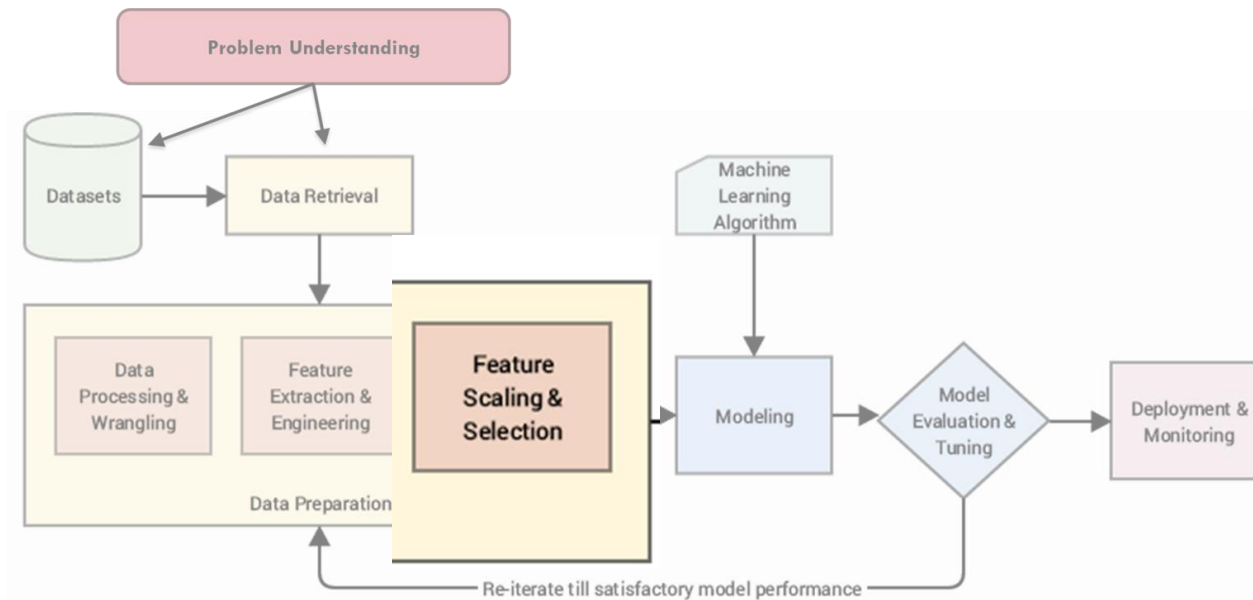 Problem Understanding
Datasets
Data Retrieval
Machine
Learning
Algorithm
Data
Processing &
Wrangling
Feature
Extraction &
Engineering
Feature
Scaling &
Selection
Data Preparation
Modeling
Model
Evaluation &
Tuning
Deployment &
Monitoring
Re-iterate till satisfactory model performance